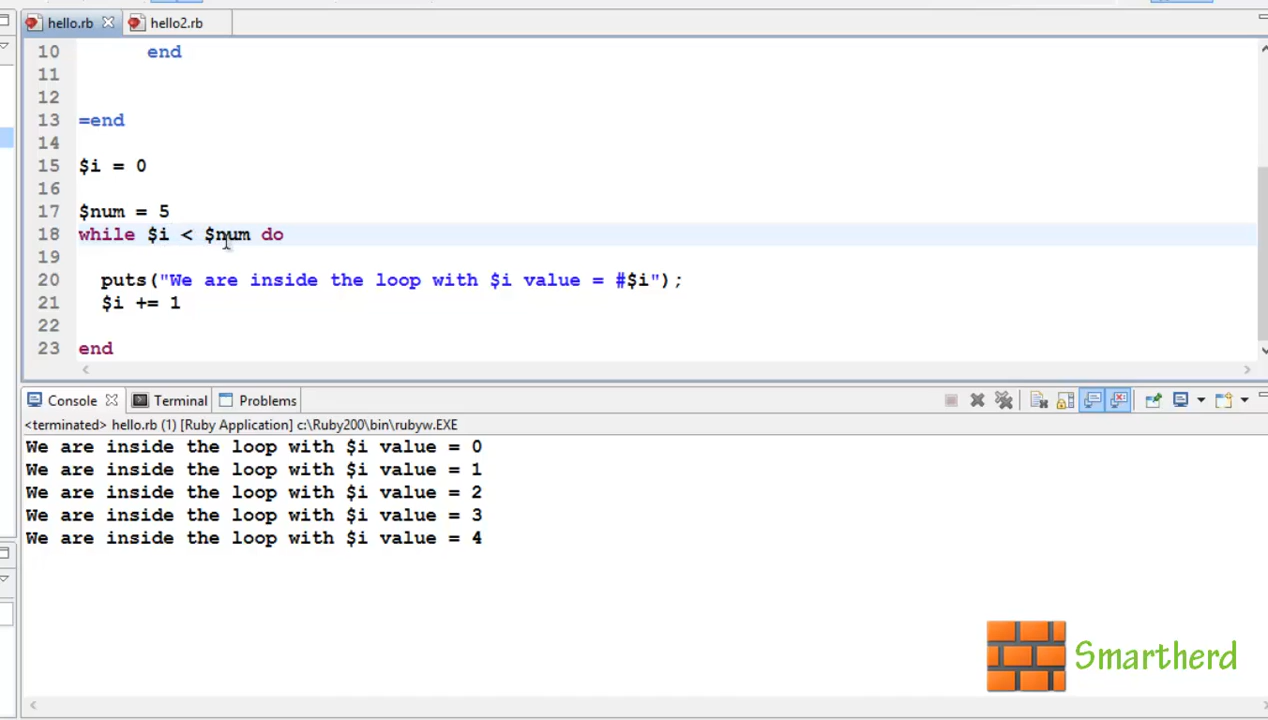 hello.rb hello2.rb
10 end
11
12
13 =end
14
15 $i = 0
16
17 $num = 5
18 while $i < $num do
19
20 puts("We are inside the loop with $i value = #$i");
21 $i += 1
22
23 end
Console Terminal Problems
<terminated> hello.rb (1) [Ruby Application] c:\Ruby200\bin\rubyw.EXE
We are inside the loop with $i value = 0
We are inside the loop with $i value = 1
We are inside the loop with $i value = 2
We are inside the loop with $i value = 3
We are inside the loop with $i value = 4
Smartherd